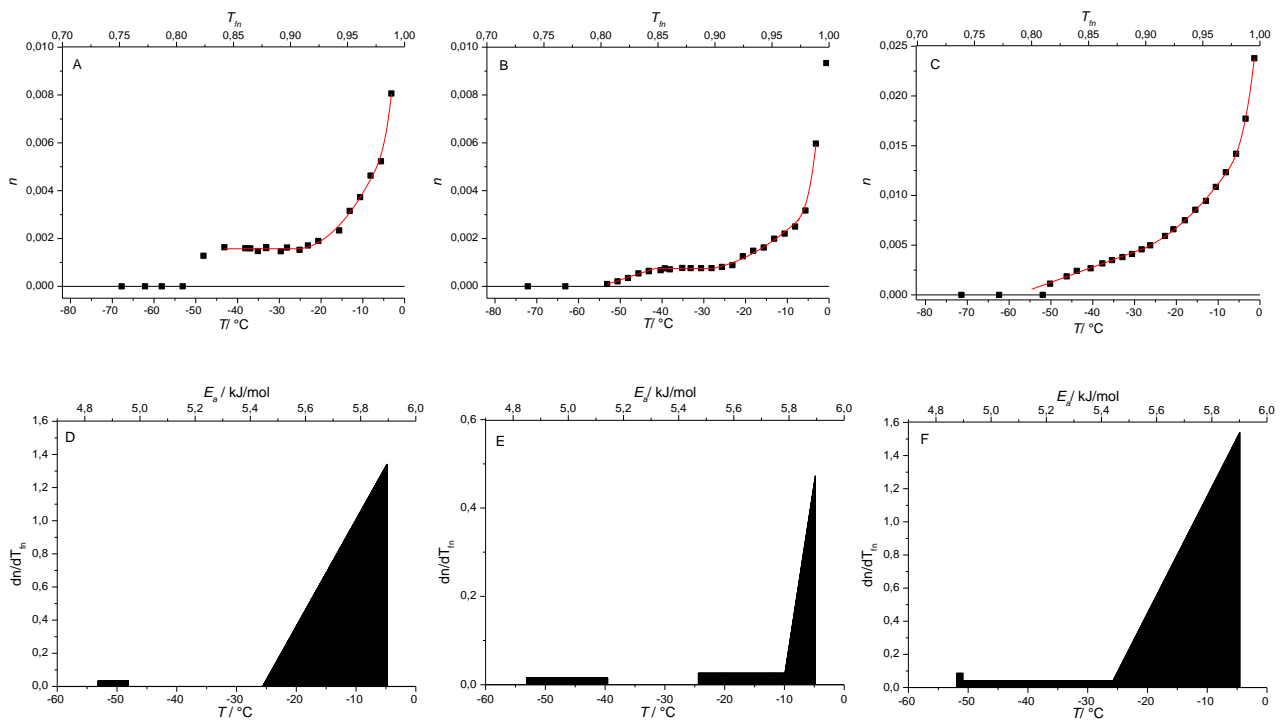 T_fn
0,70 0,75 0,80 0,85 0,90 0,95 1,00
A
0,010
0,008
0,006
0,004
0,002
0,000
n
-80 -70 -60 -50 -40 -30 -20 -10 0
T/ °C
T_fn
0,70 0,75 0,80 0,85 0,90 0,95 1,00
B
0,010
0,008
0,006
0,004
0,002
0,000
n
-80 -70 -60 -50 -40 -30 -20 -10 0
T/ °C
T_fn
0,70 0,75 0,80 0,85 0,90 0,95 1,00
C
0,025
0,020
0,015
0,010
0,005
0,000
n
-80 -70 -60 -50 -40 -30 -20 -10 0
T/ °C
E_a / kJ/mol
4,8 5,0 5,2 5,4 5,6 5,8 6,0
D
1,6
1,4
1,2
1,0
0,8
0,6
0,4
0,2
0,0
dn/dT_fn
-60 -50 -40 -30 -20 -10 0
T / °C
E_a / kJ/mol
4,8 5,0 5,2 5,4 5,6 5,8 6,0
E
0,6
0,4
0,2
0,0
dn/dT_fn
-60 -50 -40 -30 -20 -10 0
T / °C
E_a / kJ/mol
4,8 5,0 5,2 5,4 5,6 5,8 6,0
F
1,6
1,4
1,2
1,0
0,8
0,6
0,4
0,2
0,0
dn/dT_fn
-60 -50 -40 -30 -20 -10 0
T / °C